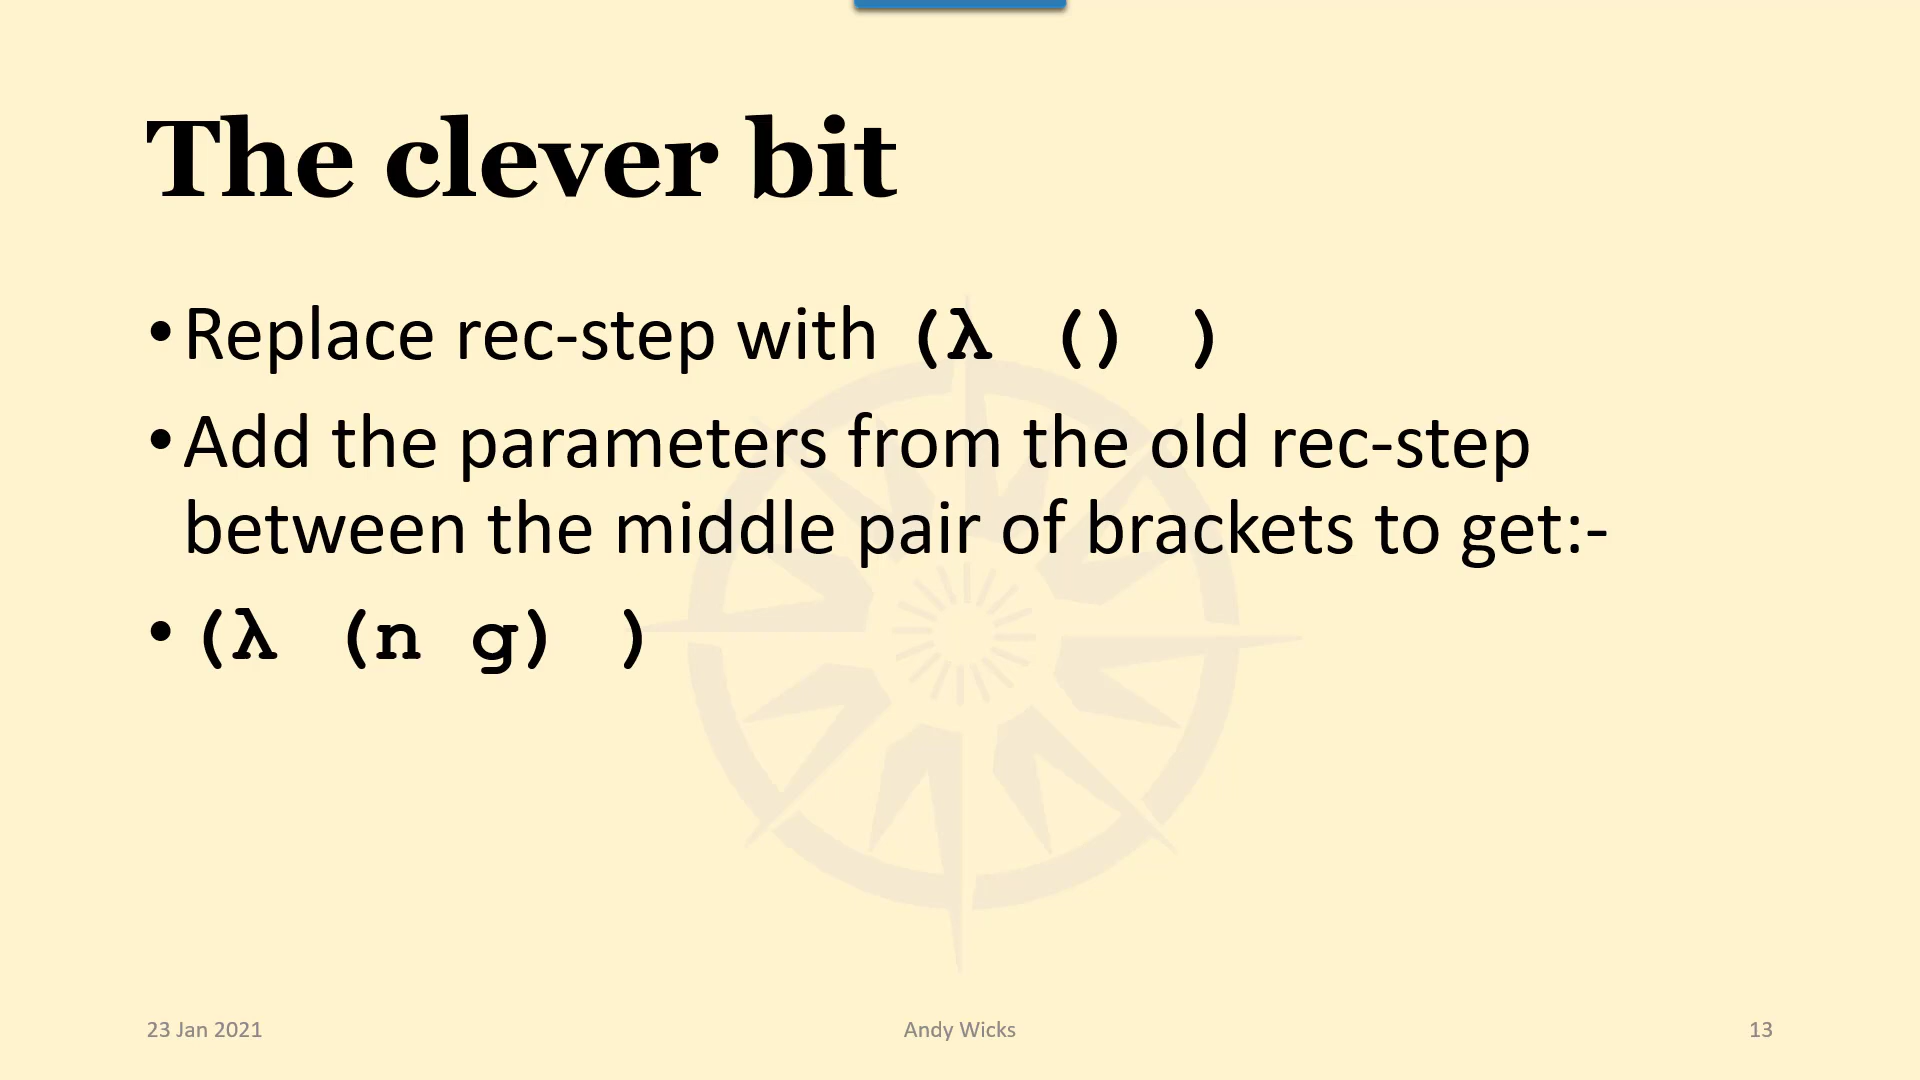 The clever bit
•Replace rec-step with (λ () )
•Add the parameters from the old rec-step
between the middle pair of brackets to get:-
•(λ (n g) )
23 Jan 2021
Andy Wicks
13